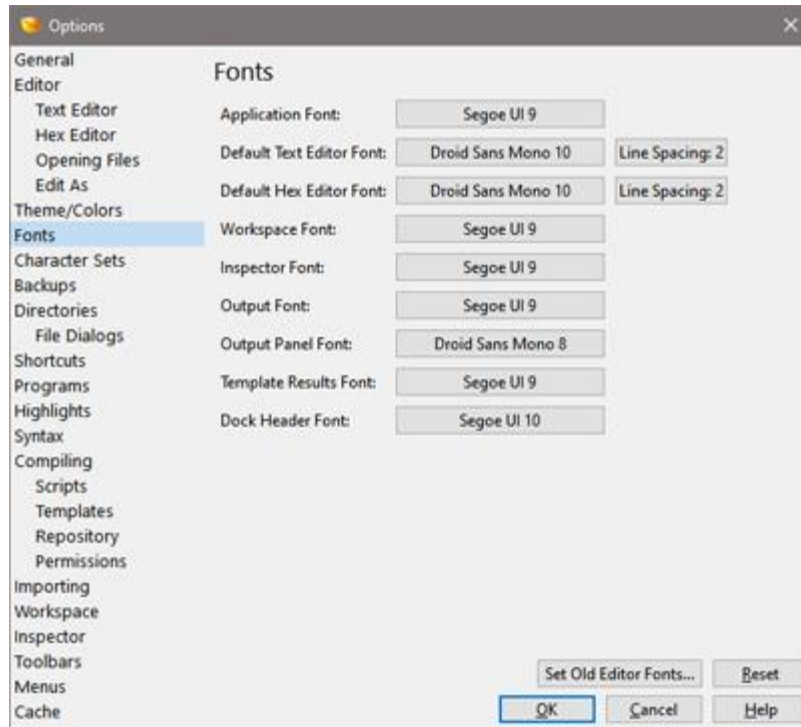 Options
General
Editor
Text Editor
Hex Editor
Opening Files
Edit As
Theme/Colors
Fonts
Character Sets
Backups
Directories
File Dialogs
Shortcuts
Programs
Highlights
Syntax
Compiling
Scripts
Templates
Repository
Permissions
Importing
Workspace
Inspector
Toolbars
Menus
Cache
Fonts
Application Font: Segoe UI 9
Default Text Editor Font: Droid Sans Mono 10 Line Spacing: 2
Default Hex Editor Font: Droid Sans Mono 10 Line Spacing: 2
Workspace Font: Segoe UI 9
Inspector Font: Segoe UI 9
Output Font: Segoe UI 9
Output Panel Font: Droid Sans Mono 8
Template Results Font: Segoe UI 9
Dock Header Font: Segoe UI 10
Set Old Editor Fonts... Reset
OK Cancel Help